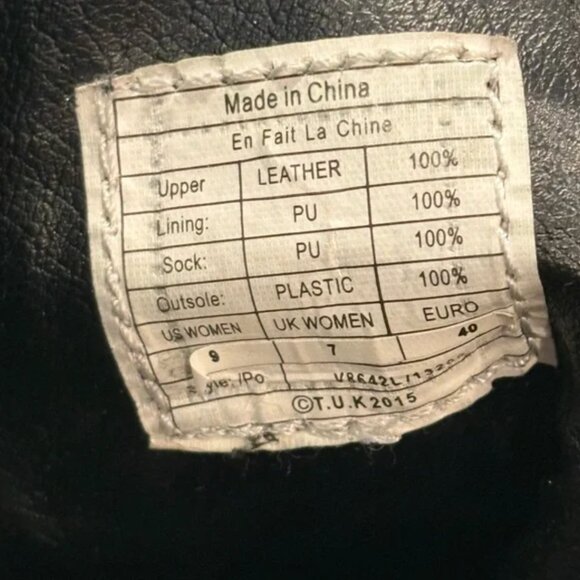 Made in China
En Fait La Chine
Upper LEATHER 100%
Lining: PU 100%
Sock: PU 100%
Outsole: PLASTIC 100%
US WOMEN UK WOMEN EURO
9 7 40
/Po
©T.U.K2015